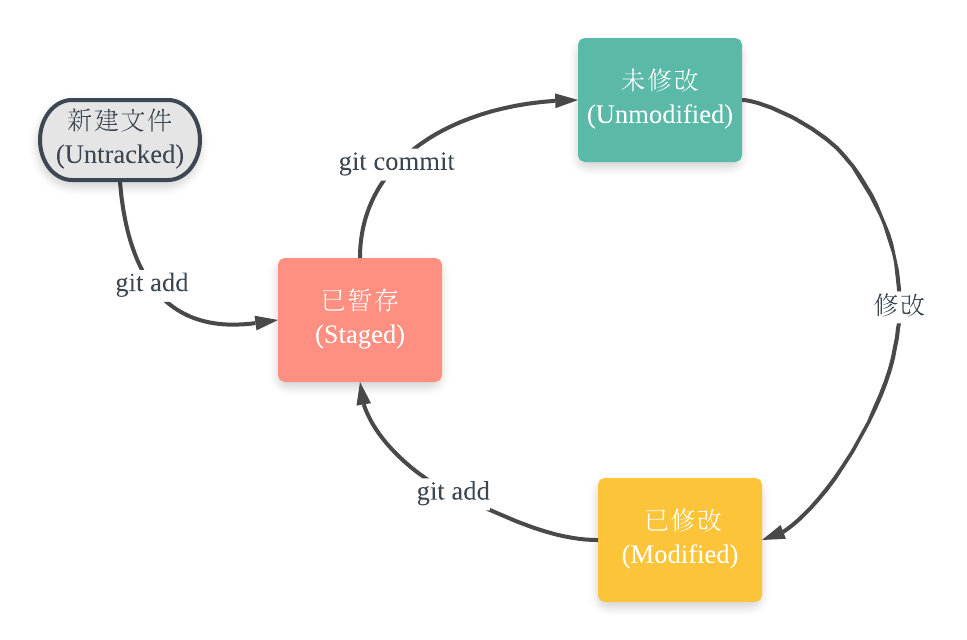 未修改
(Unmodified)
新建文件
(Untracked)
git commit
git add
已暂存
(Staged)
修改
git add
已修改
(Modified)